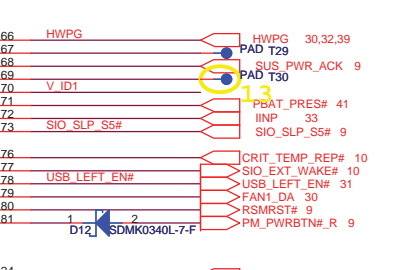 66 HWPG HWPG 30,32,39
67 PAD T29
68 SUS_PWR_ACK 9
69 PAD T30
70 V_ID1 13
71 PBAT_PRES# 41
72 IINP 33
73 SIO_SLP_S5# SIO_SLP_S5# 9
76 CRIT_TEMP_REP# 10
77 SIO_EXT_WAKE# 10
78 USB_LEFT_EN# USB_LEFT_EN# 31
79 FAN1_DA 30
80 RSMRST# 9
81 1 2 PM_PWRBTN#_R 9
D12 SDMK0340L-7-F